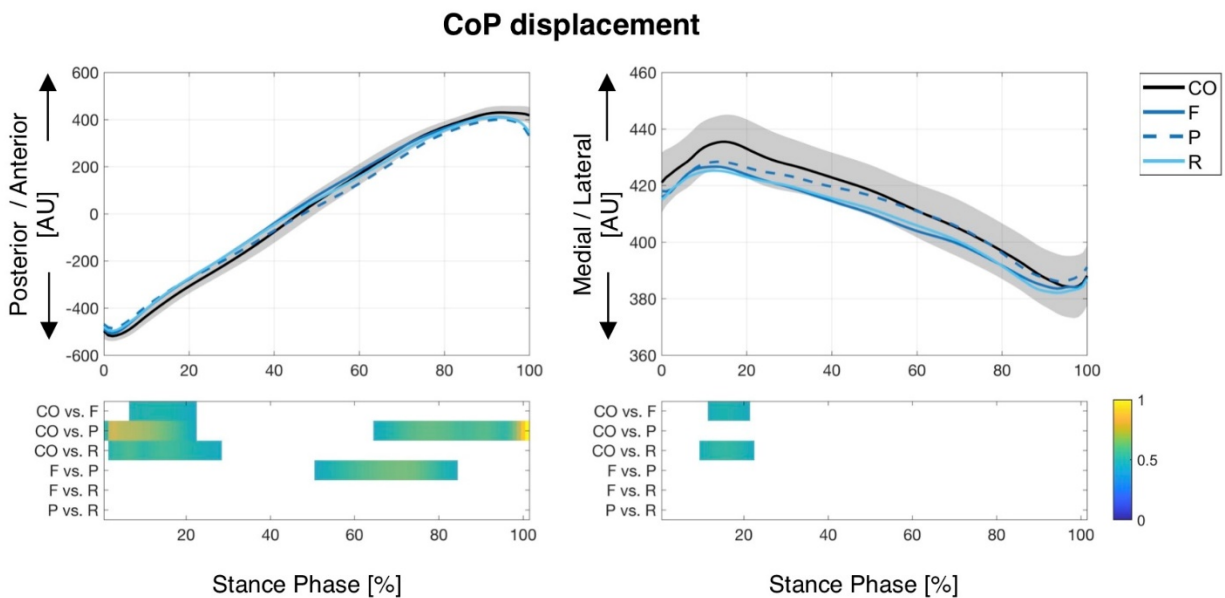 CoP displacement
Posterior / Anterior
[AU]
600
400
200
0
-200
-400
-600
0 20 40 60 80 100
Medial / Lateral
[AU]
460
440
420
400
380
360
0 20 40 60 80 100
CO
F
P
R
CO vs. F
CO vs. P
CO vs. R
F vs. P
F vs. R
P vs. R
20 40 60 80 100
Stance Phase [%]
CO vs. F
CO vs. P
CO vs. R
F vs. P
F vs. R
P vs. R
20 40 60 80 100
Stance Phase [%]
1
0.5
0